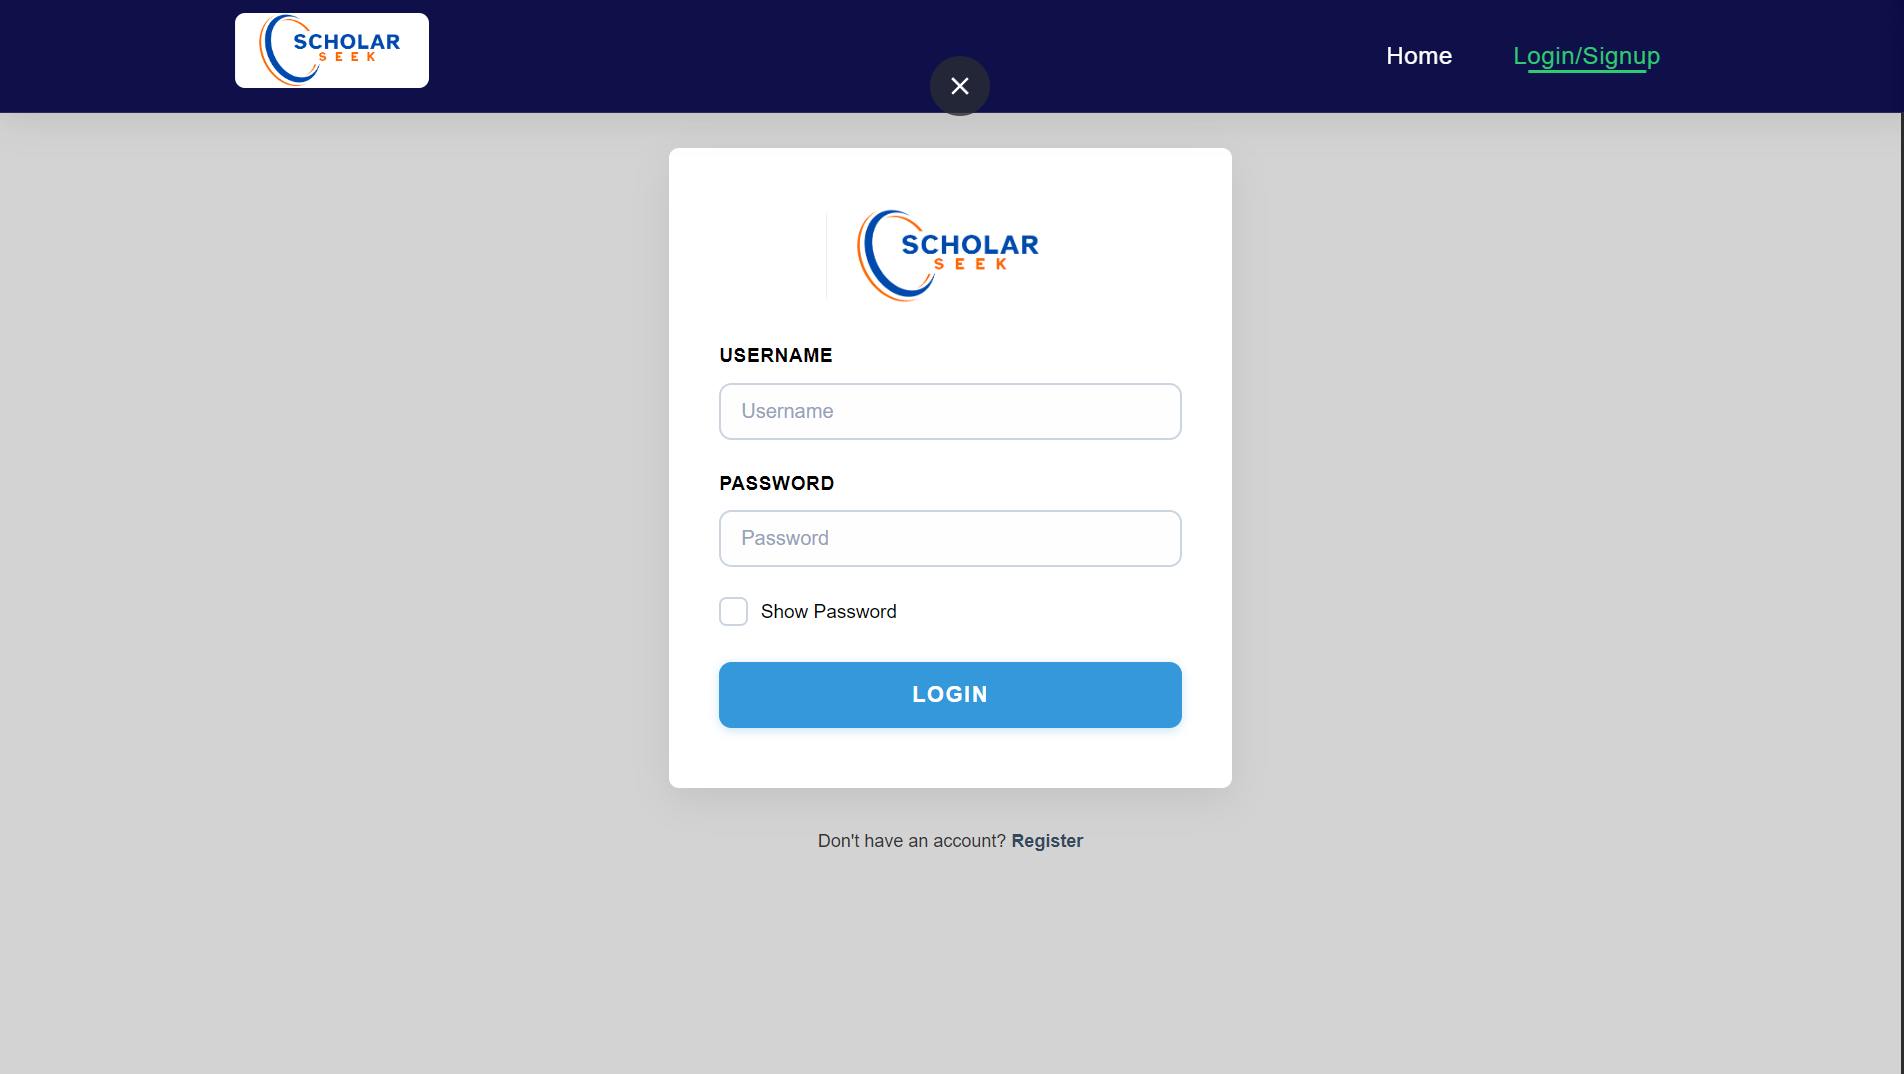 SCHOLAR
SEEK
Home
Login/Signup
SCHOLAR
SEEK
USERNAME
Username
PASSWORD
Password
Show Password
LOGIN
Don't have an account? Register